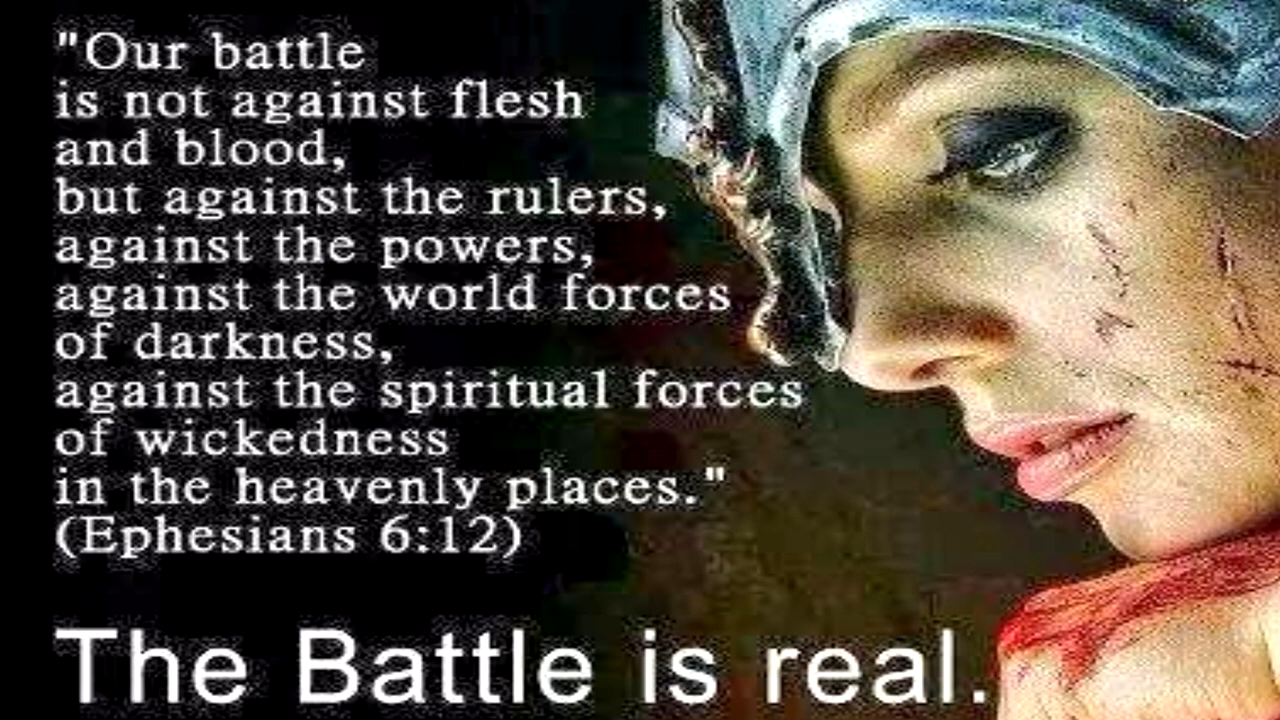 "Our battle
is not against flesh
and blood,
but against the rulers,
against the powers,
against the world forces
of darkness,
against the spiritual forces
of wickedness
in the heavenly places."
(Ephesians 6:12)
The Battle is real.